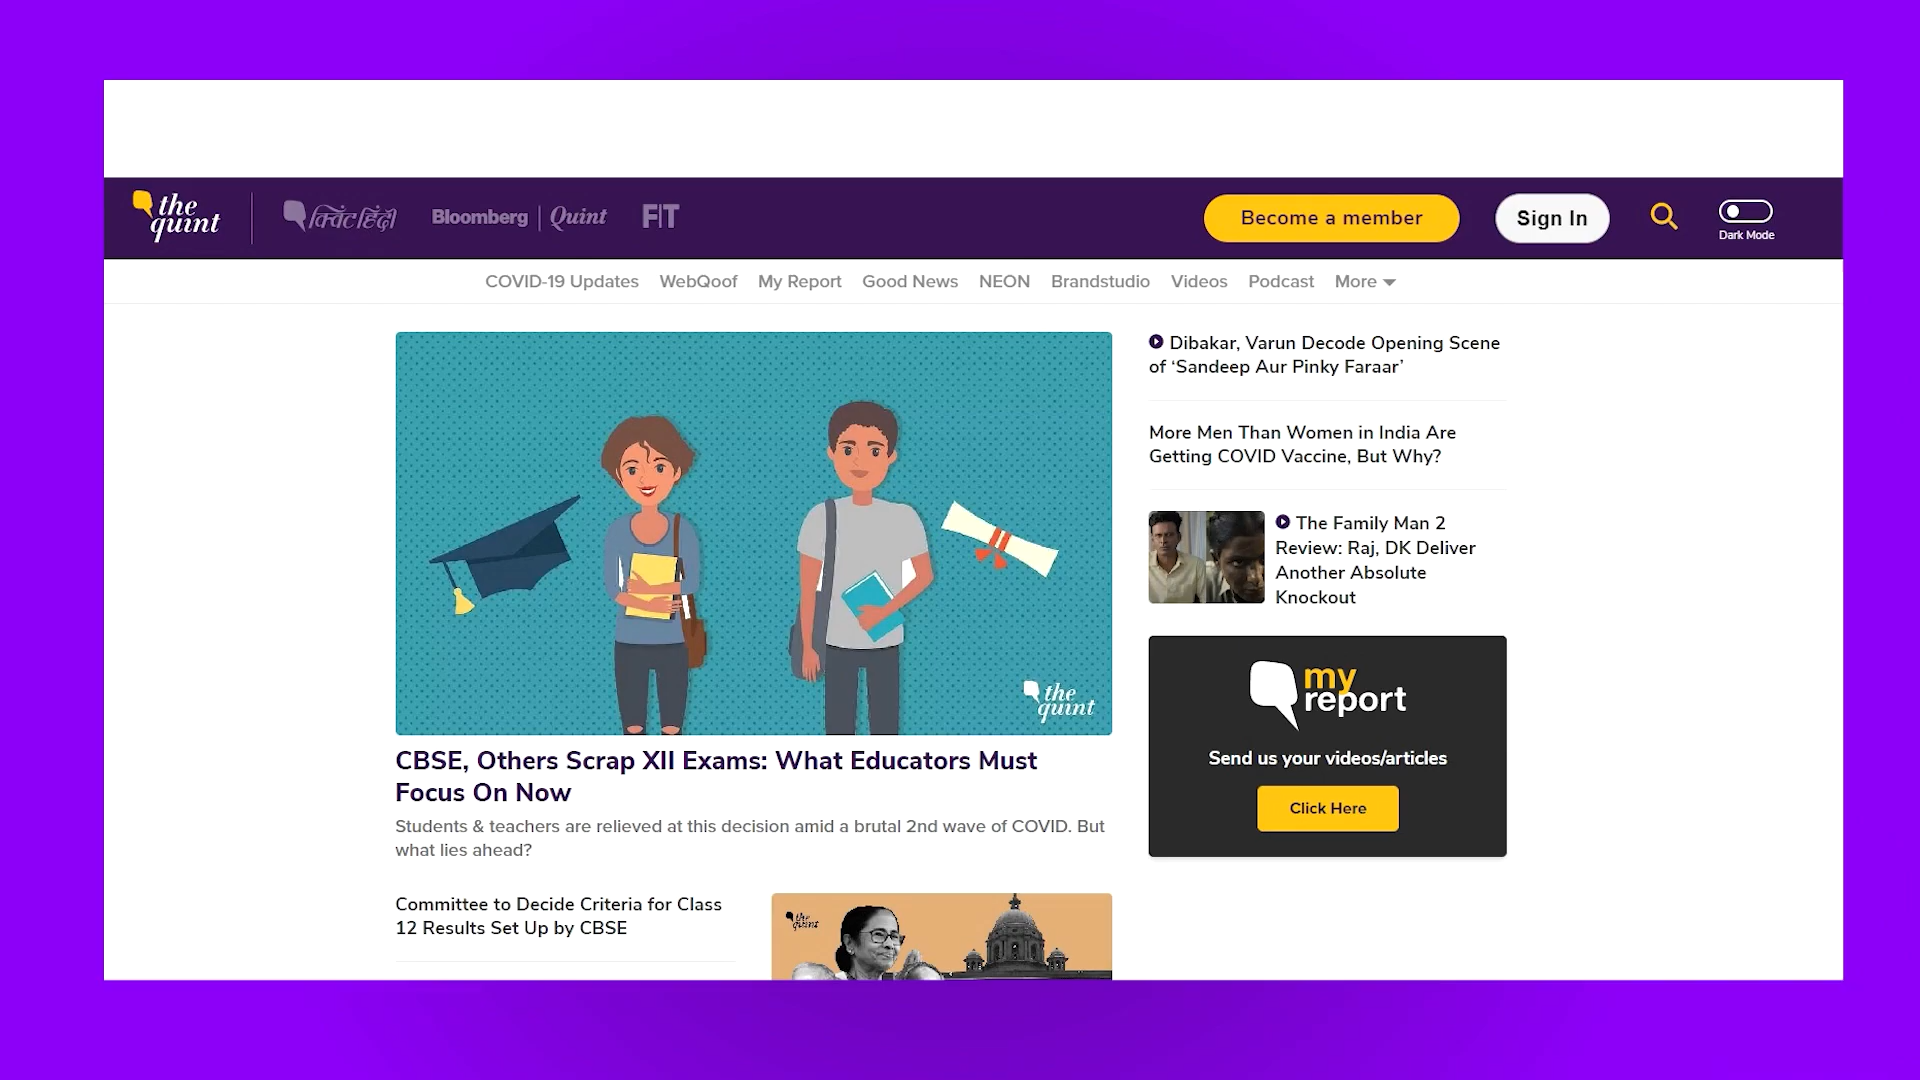 the
quint
क्विंट हिंदी
Bloomberg | Quint
FIT
Become a member
Sign In
Dark Mode
COVID-19 Updates
WebQoof
My Report
Good News
NEON
Brandstudio
Videos
Podcast
More
the
quint
CBSE, Others Scrap XII Exams: What Educators Must
Focus On Now
Students & teachers are relieved at this decision amid a brutal 2nd wave of COVID. But
what lies ahead?
Committee to Decide Criteria for Class
12 Results Set Up by CBSE
the
quint
Dibakar, Varun Decode Opening Scene
of ‘Sandeep Aur Pinky Faraar’
More Men Than Women in India Are
Getting COVID Vaccine, But Why?
The Family Man 2
Review: Raj, DK Deliver
Another Absolute
Knockout
my
report
Send us your videos/articles
Click Here